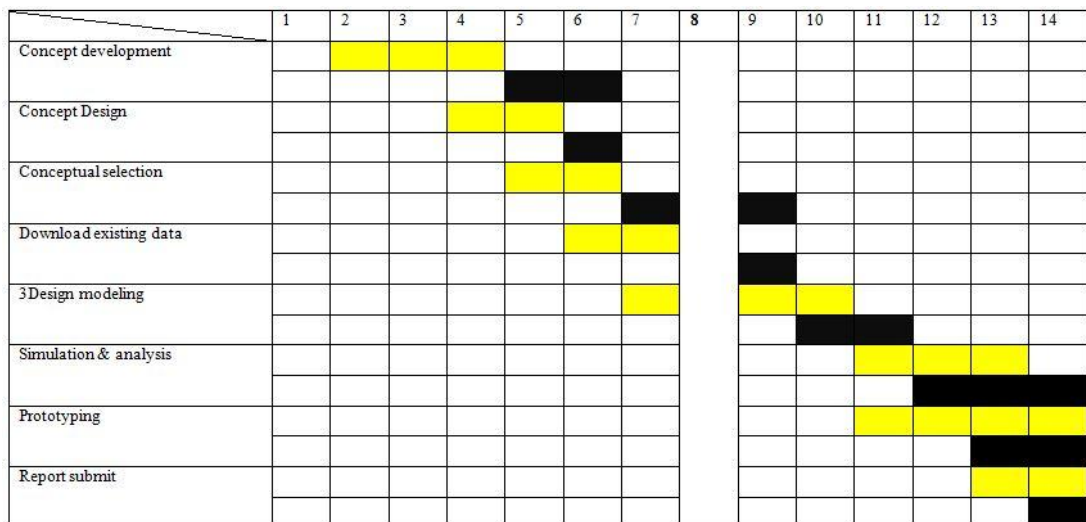 1 2 3 4 5 6 7 8 9 10 11 12 13 14
Concept development
Concept Design
Conceptual selection
Download existing data
3Design modeling
Simulation & analysis
Prototyping
Report submit